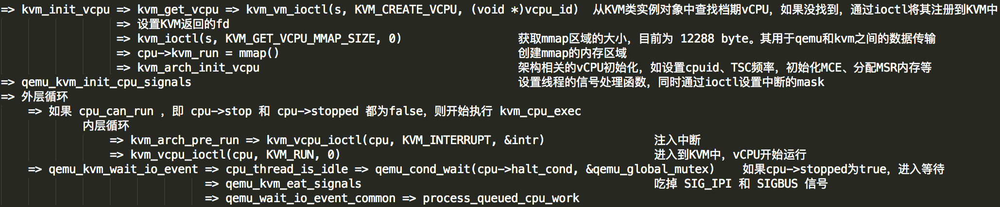 => kvm_init_vcpu => kvm_get_vcpu => kvm_vm_ioctl(s, KVM_CREATE_VCPU, (void *)vcpu_id)  从KVM类实例对象中查找档期vCPU，如果没找到，通过ioctl将其注册到KVM中
=> 设置KVM返回的fd
=> kvm_ioctl(s, KVM_GET_VCPU_MMAP_SIZE, 0)  获取mmap区域的大小，目前为 12288 byte。其用于qemu和kvm之间的数据传输
=> cpu->kvm_run = mmap()  创建mmap的内存区域
=> kvm_arch_init_vcpu  架构相关的vCPU初始化，如设置cpuid、TSC频率，初始化MCE、分配MSR内存等
=> qemu_kvm_init_cpu_signals  设置线程的信号处理函数，同时通过ioctl设置中断的mask
=> 外层循环
=> 如果 cpu_can_run ，即 cpu->stop 和 cpu->stopped 都为false，则开始执行 kvm_cpu_exec
内层循环
=> kvm_arch_pre_run => kvm_vcpu_ioctl(cpu, KVM_INTERRUPT, &intr)  注入中断
=> kvm_vcpu_ioctl(cpu, KVM_RUN, 0)  进入到KVM中，vCPU开始运行
=> qemu_kvm_wait_io_event => cpu_thread_is_idle => qemu_cond_wait(cpu->halt_cond, &qemu_global_mutex)  如果cpu->stopped为true，进入等待
=> qemu_kvm_eat_signals  吃掉 SIG_IPI 和 SIGBUS 信号
=> qemu_wait_io_event_common => process_queued_cpu_work